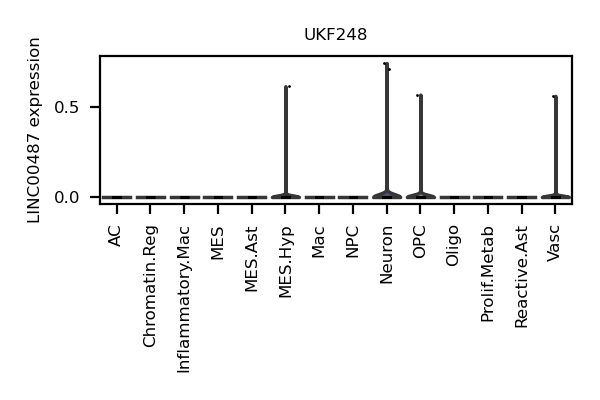 UKF248
LINC00487 expression
0.5
0.0
AC
Chromatin.Reg
Inflammatory.Mac
MES
MES.Ast
MES.Hyp
Mac
NPC
Neuron
OPC
Oligo
Prolif.Metab
Reactive.Ast
Vasc